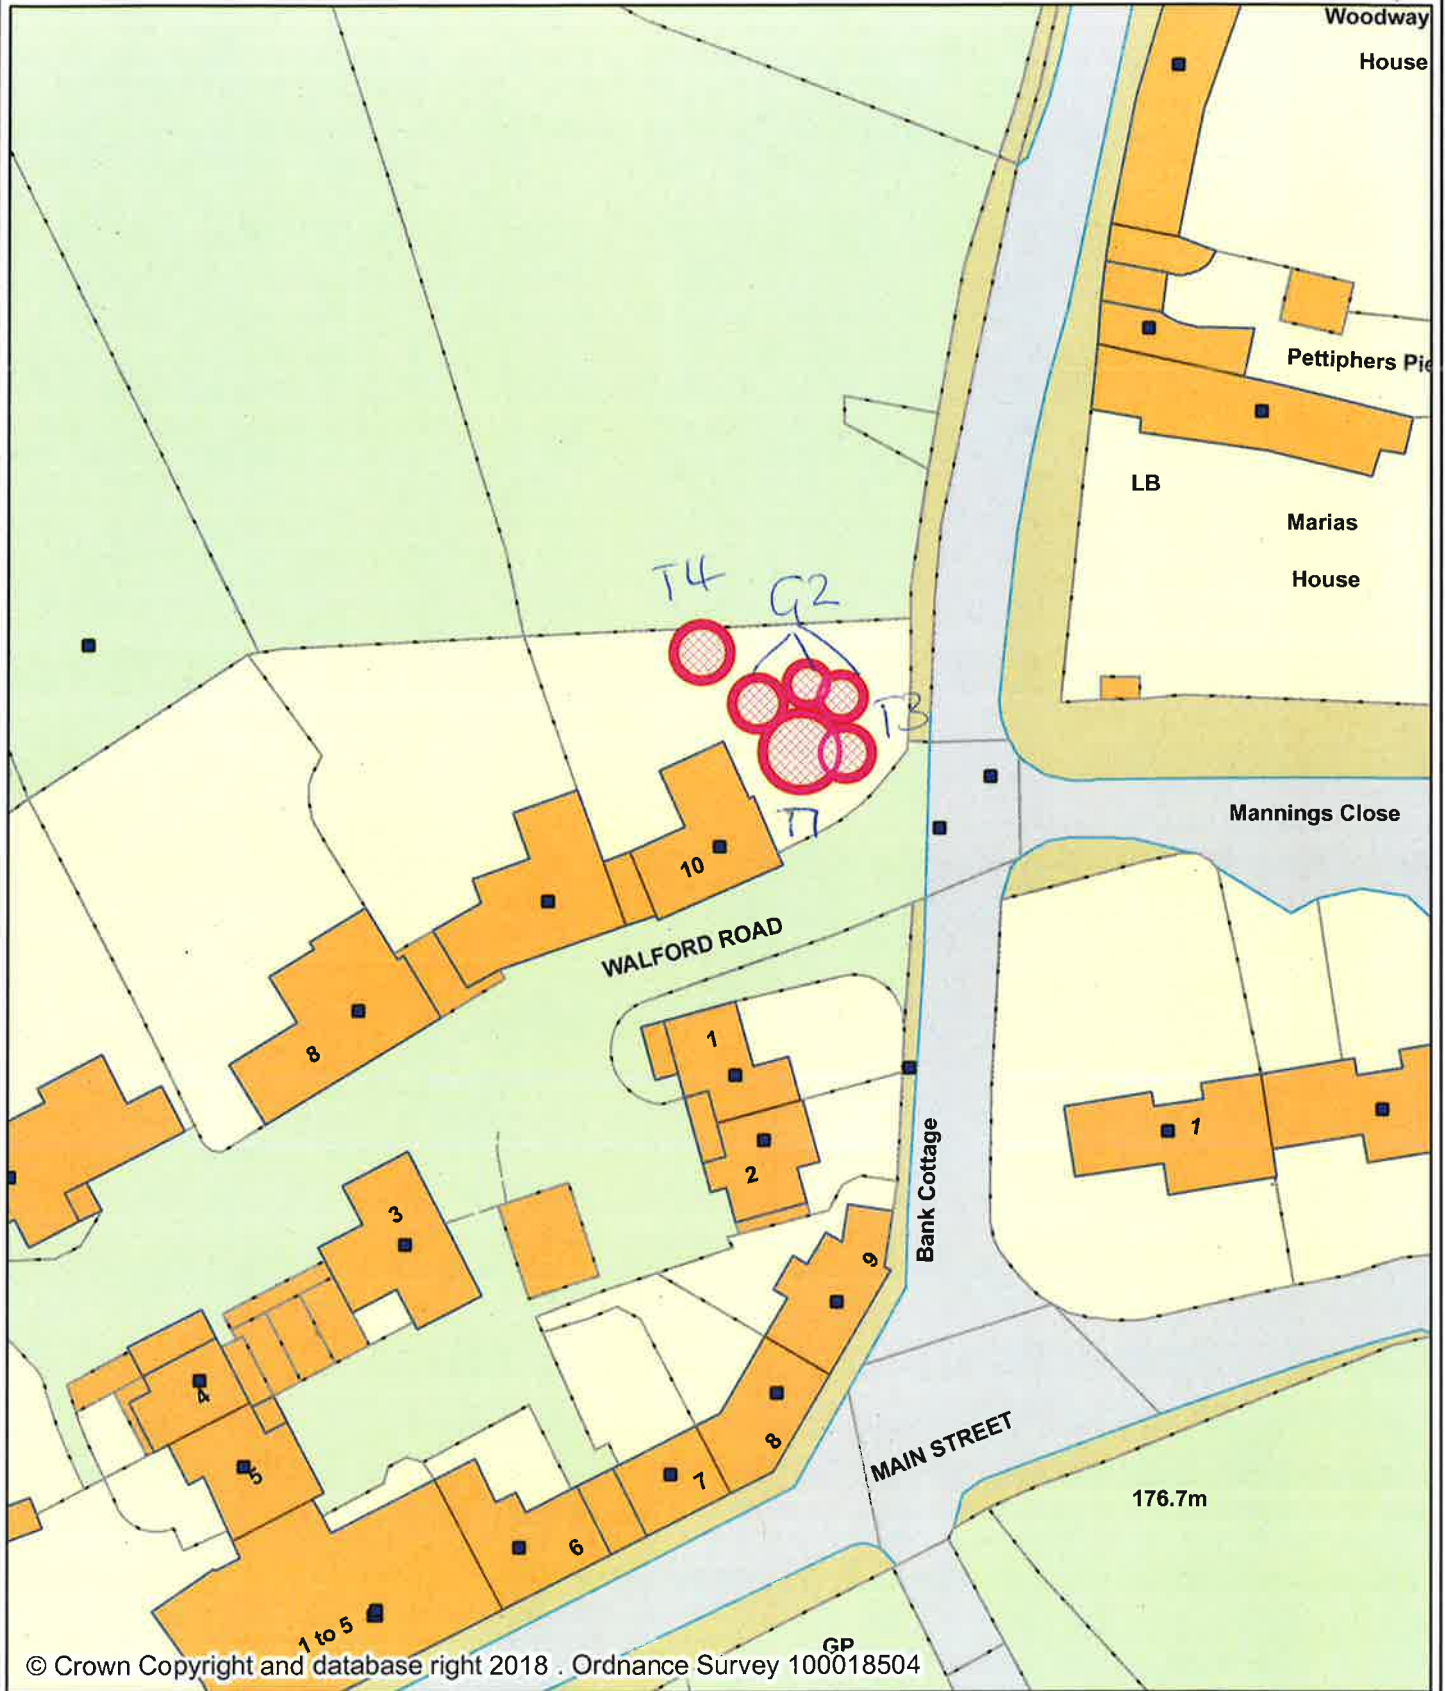 Woodway
House
Pettiphers Pie
LB
Marias
House
T4
G2
T3
T1
Mannings Close
10
WALFORD ROAD
8
1
2
1
Bank Cottage
3
9
4
5
8
7
MAIN STREET
176.7m
6
1 to 5
GP
© Crown Copyright and database right 2018 . Ordnance Survey 100018504